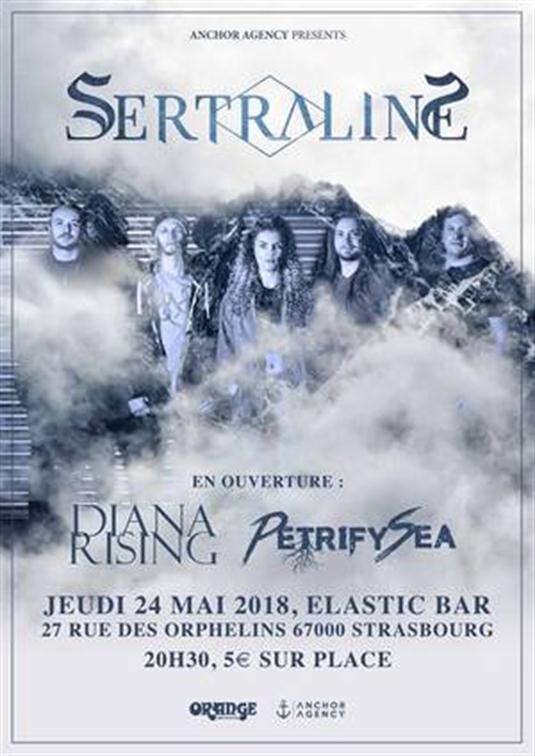 ANCHOR AGENCY PRESENTS
SERTRALINE
EN OUVERTURE :
DIANA RISING
PETRIFYSEA
JEUDI 24 MAI 2018, ELASTIC BAR
27 RUE DES ORPHELINS 67000 STRASBOURG
20H30, 5€ SUR PLACE
ORANGE
ANCHOR AGENCY